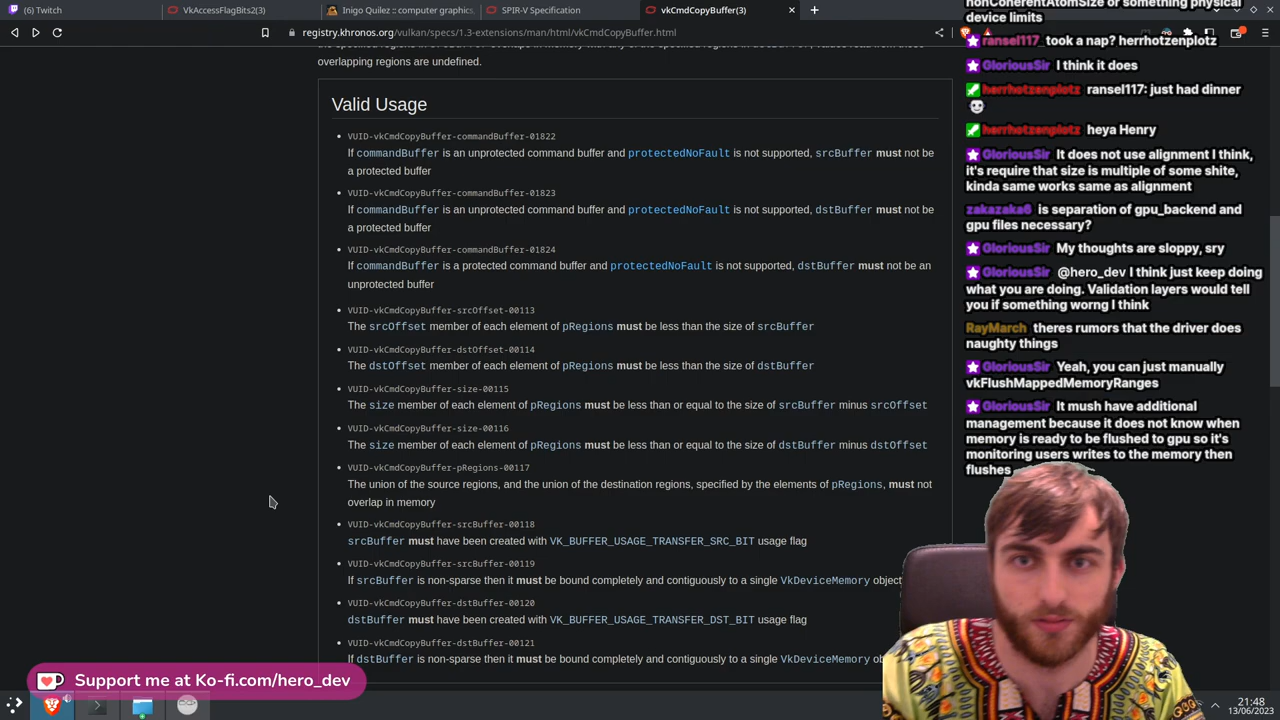 (6) Twitch
VkAccessFlagBits2(3)
Inigo Quilez :: computer graphics
SPIR-V Specification
vkCmdCopyBuffer(3)
registry.khronos.org/vulkan/specs/1.3-extensions/man/html/vkCmdCopyBuffer.html
overlapping regions are undefined.
Valid Usage
VUID-vkCmdCopyBuffer-commandBuffer-01822
If commandBuffer is an unprotected command buffer and protectedNoFault is not supported, srcBuffer must not be
a protected buffer
VUID-vkCmdCopyBuffer-commandBuffer-01823
If commandBuffer is an unprotected command buffer and protectedNoFault is not supported, dstBuffer must not be
a protected buffer
VUID-vkCmdCopyBuffer-commandBuffer-01824
If commandBuffer is a protected command buffer and protectedNoFault is not supported, dstBuffer must not be an
unprotected buffer
VUID-vkCmdCopyBuffer-srcOffset-00113
The srcOffset member of each element of pRegions must be less than the size of srcBuffer
VUID-vkCmdCopyBuffer-dstOffset-00114
The dstOffset member of each element of pRegions must be less than the size of dstBuffer
VUID-vkCmdCopyBuffer-size-00115
The size member of each element of pRegions must be less than or equal to the size of srcBuffer minus srcOffset
VUID-vkCmdCopyBuffer-size-00116
The size member of each element of pRegions must be less than or equal to the size of dstBuffer minus dstOffset
VUID-vkCmdCopyBuffer-pRegions-00117
The union of the source regions, and the union of the destination regions, specified by the elements of pRegions, must not
overlap in memory
VUID-vkCmdCopyBuffer-srcBuffer-00118
srcBuffer must have been created with VK_BUFFER_USAGE_TRANSFER_SRC_BIT usage flag
VUID-vkCmdCopyBuffer-srcBuffer-00119
If srcBuffer is non-sparse then it must be bound completely and contiguously to a single VkDeviceMemory object
VUID-vkCmdCopyBuffer-dstBuffer-00120
dstBuffer must have been created with VK_BUFFER_USAGE_TRANSFER_DST_BIT usage flag
VUID-vkCmdCopyBuffer-dstBuffer-00121
If dstBuffer is non-sparse then it must be bound completely and contiguously to a single VkDeviceMemory
nonCoherentAtomSize or something physical
device limits
ransel117 took a nap? herrhotzenplotz
GloriousSir I think it does
herrhotzenplotz ransel117: just had dinner
herrhotzenplotz heya Henry
GloriousSir It does not use alignment I think,
it's require that size is multiple of some shite,
kinda same works same as alignment
zakazaka6 is separation of gpu_backend and
gpu files necessary?
GloriousSir My thoughts are sloppy, sry
GloriousSir @hero_dev I think just keep doing
what you are doing. Validation layers would tell
you if something worng I think
RayMarch theres rumors that the driver does
naughty things
GloriousSir Yeah, you can just manually
vkFlushMappedMemoryRanges
GloriousSir It mush have additional
management because it does not know when
memory is ready to be flushed to gpu so it's
monitoring users writes to the memory then
flushes
Support me at Ko-fi.com/hero_dev
21:48
13/06/2023